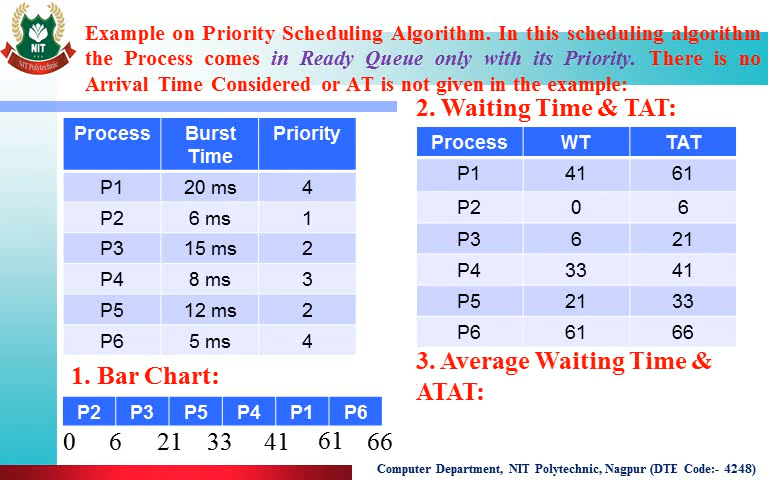 Example on Priority Scheduling Algorithm. In this scheduling algorithm
the Process comes in Ready Queue only with its Priority. There is no
Arrival Time Considered or AT is not given in the example:
NIT
NIT Polytechnic
Process Burst Time Priority
P1 20 ms 4
P2 6 ms 1
P3 15 ms 2
P4 8 ms 3
P5 12 ms 2
P6 5 ms 4
1. Bar Chart:
P2 P3 P5 P4 P1 P6
0 6 21 33 41 61 66
2. Waiting Time & TAT:
Process WT TAT
P1 41 61
P2 0 6
P3 6 21
P4 33 41
P5 21 33
P6 61 66
3. Average Waiting Time &
ATAT:
Computer Department, NIT Polytechnic, Nagpur (DTE Code:- 4248)